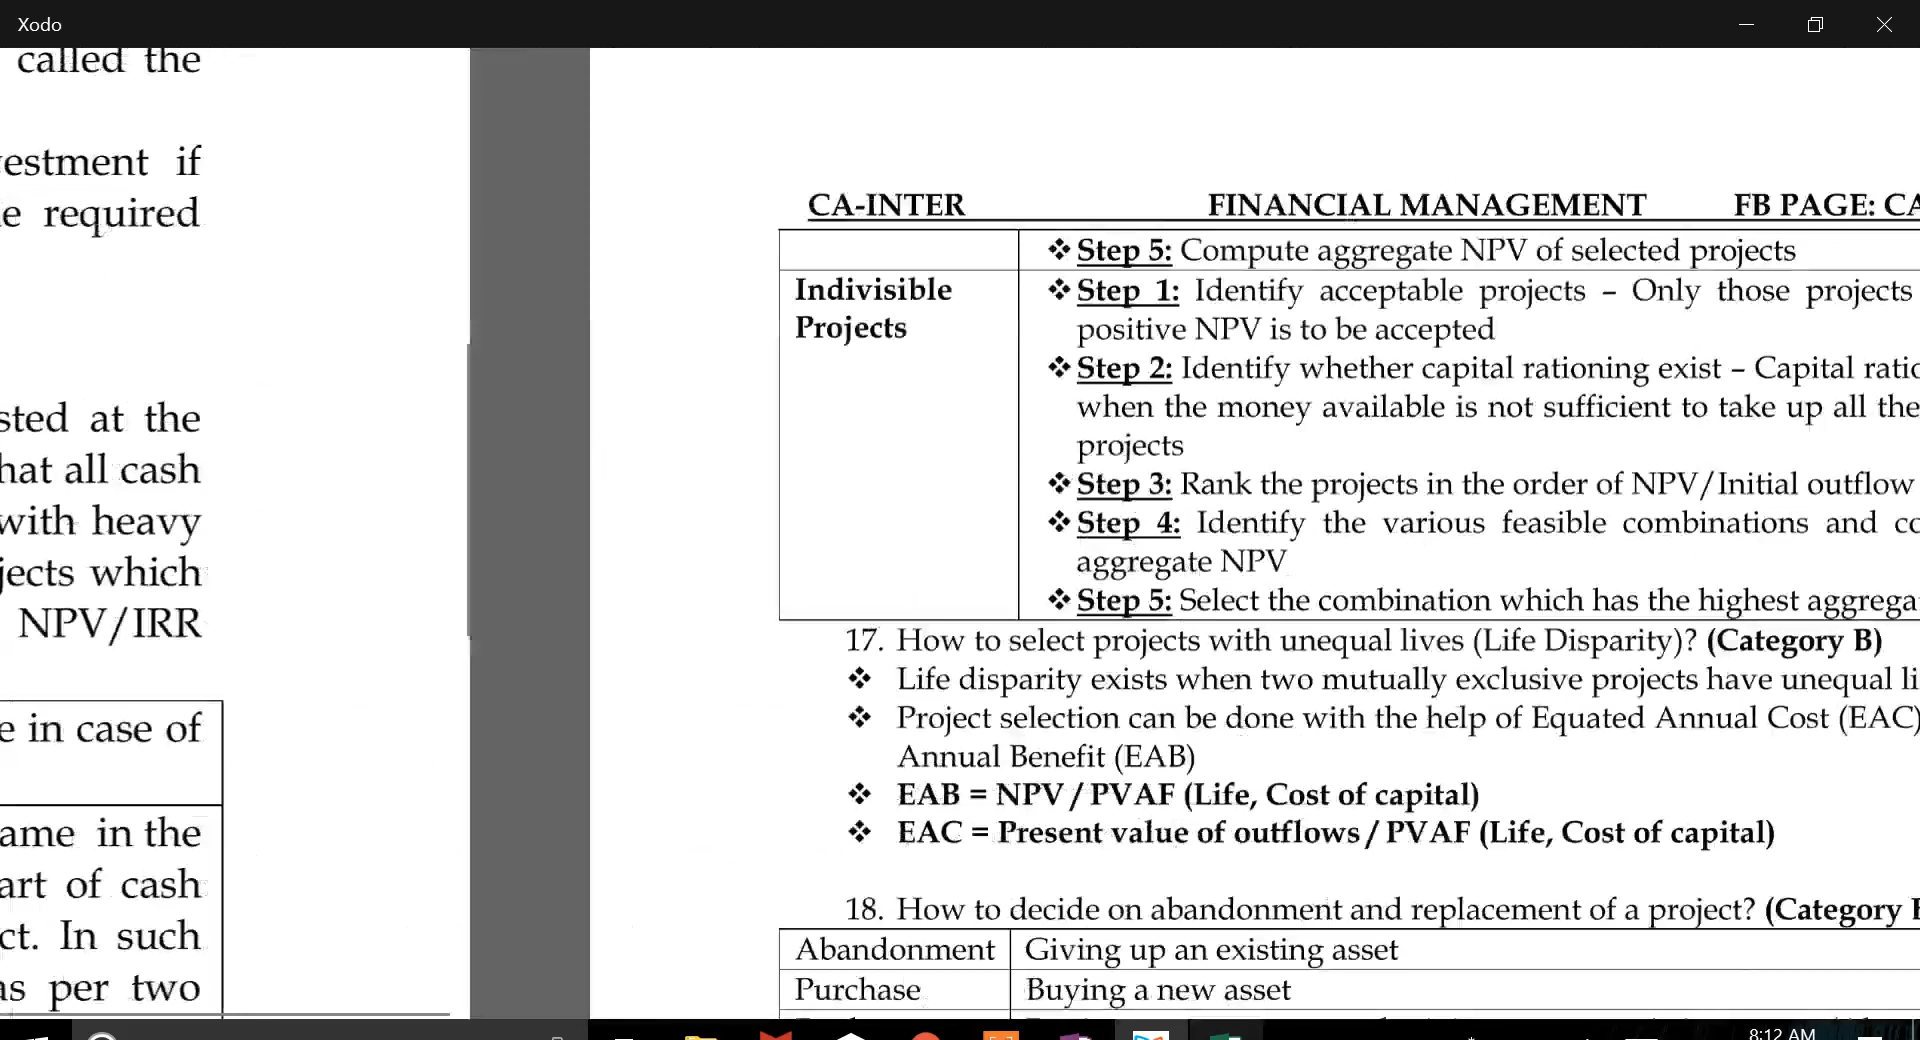 Xodo
called the
estment if
e required
sted at the
hat all cash
with heavy
jects which
NPV/IRR
e in case of
ame in the
art of cash
ct. In such
as per two
CA-INTER FINANCIAL MANAGEMENT FB PAGE: CA
❖ Step 5: Compute aggregate NPV of selected projects
Indivisible Projects
❖ Step 1: Identify acceptable projects – Only those projects
positive NPV is to be accepted
❖ Step 2: Identify whether capital rationing exist – Capital ratio
when the money available is not sufficient to take up all the
projects
❖ Step 3: Rank the projects in the order of NPV/Initial outflow
❖ Step 4: Identify the various feasible combinations and co
aggregate NPV
❖ Step 5: Select the combination which has the highest aggrega
17. How to select projects with unequal lives (Life Disparity)? (Category B)
❖ Life disparity exists when two mutually exclusive projects have unequal li
❖ Project selection can be done with the help of Equated Annual Cost (EAC)
Annual Benefit (EAB)
❖ EAB = NPV / PVAF (Life, Cost of capital)
❖ EAC = Present value of outflows / PVAF (Life, Cost of capital)
18. How to decide on abandonment and replacement of a project? (Category
Abandonment Giving up an existing asset
Purchase Buying a new asset
8:12 AM